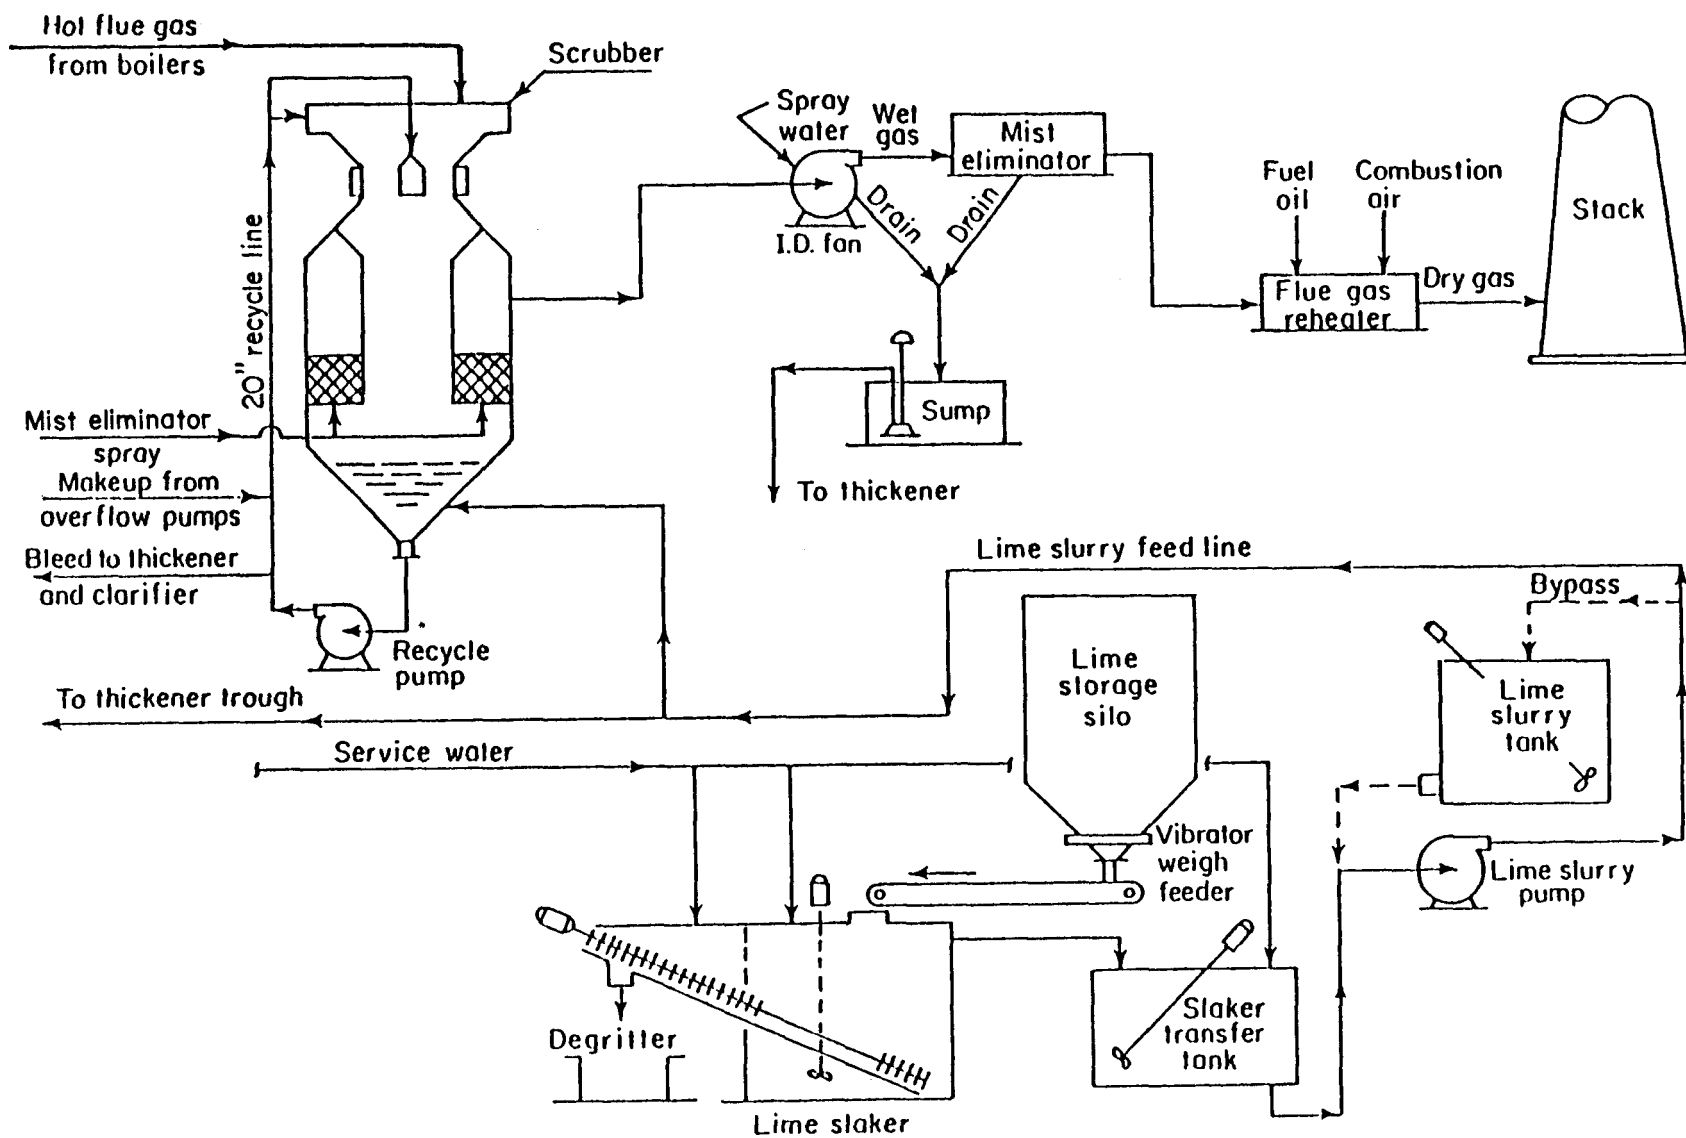 Hot flue gas
from boilers
Scrubber
20" recycle line
Mist eliminator
spray
Makeup from
overflow pumps
Bleed to thickener
and clarifier
Recycle
pump
Spray
water
Wet
gas
Mist
eliminator
I.D. fan
Drain
Drain
Sump
To thickener
Fuel
oil
Combustion
air
Flue gas
reheater
Dry gas
Stack
Lime slurry feed line
Bypass
Lime
slurry
tank
Lime slurry
pump
To thickener trough
Service water
Lime
storage
silo
Vibrator
weigh
feeder
Degritter
Lime slaker
Slaker
transfer
tank